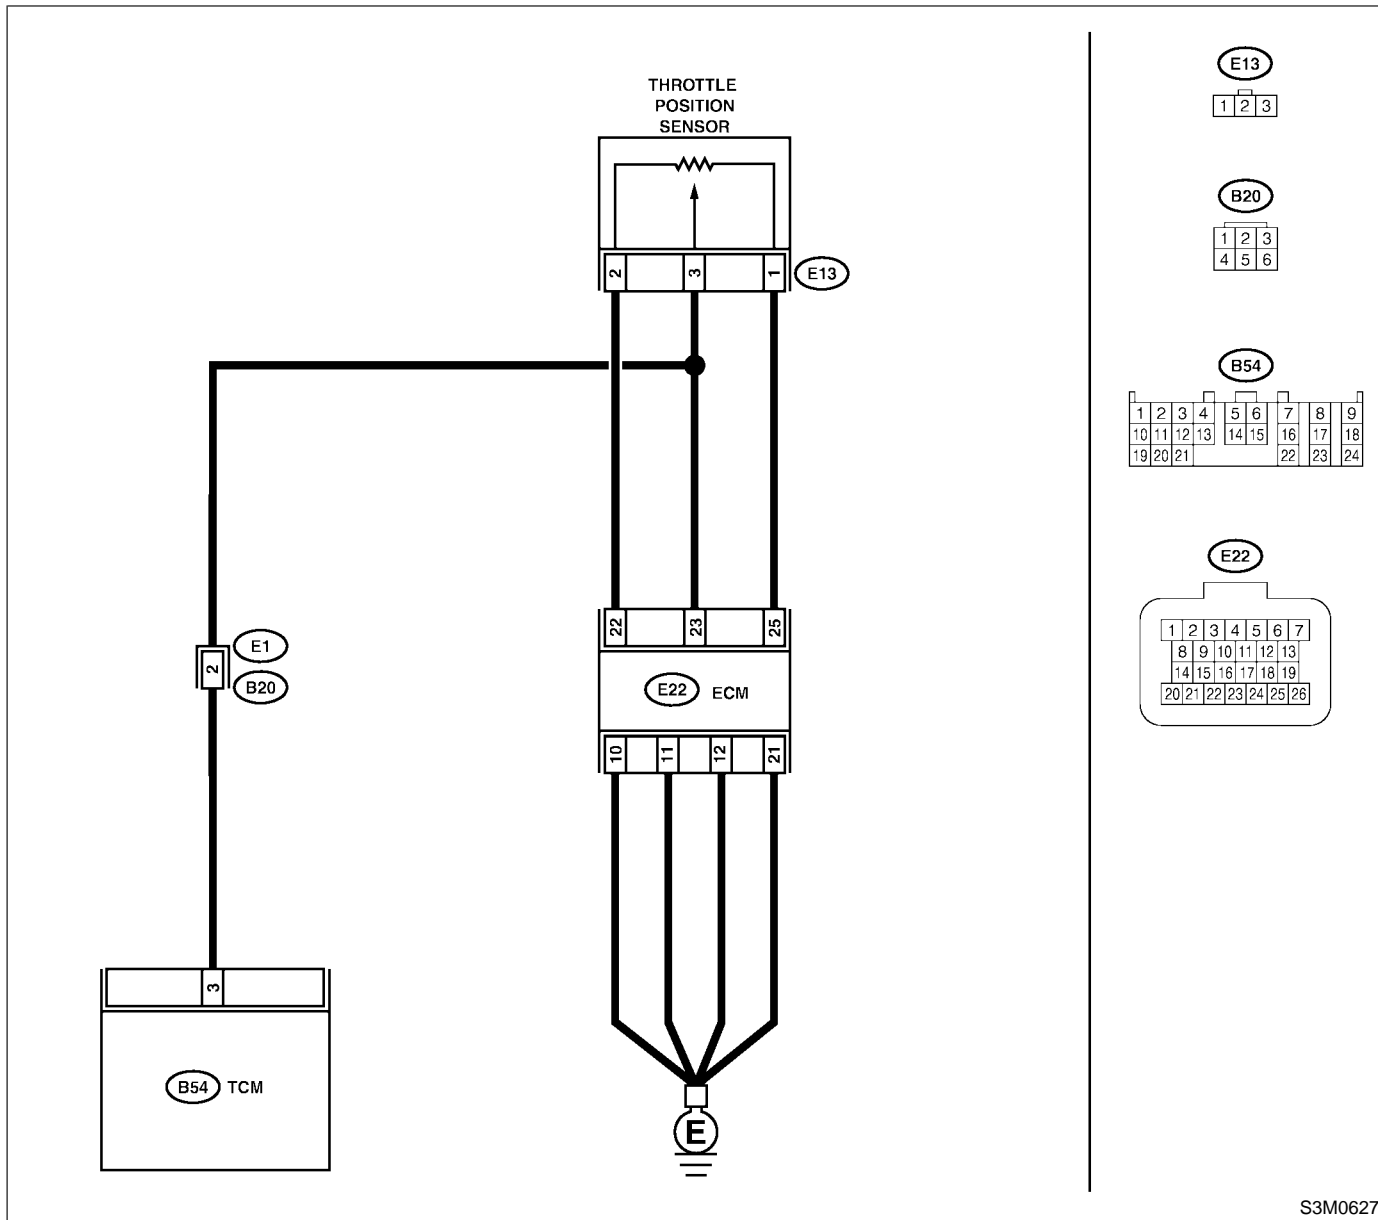 THROTTLE
POSITION
SENSOR
2 3 1
E13
22 23 25
E22 ECM
10 11 12 21
E
E1
2
B20
3
B54 TCM
E13
1 2 3
B20
1 2 3
4 5 6
B54
1 2 3 4 5 6 7 8 9
10 11 12 13 14 15 16 17 18
19 20 21 22 23 24
E22
1 2 3 4 5 6 7
8 9 10 11 12 13
14 15 16 17 18 19
20 21 22 23 24 25 26
S3M0627